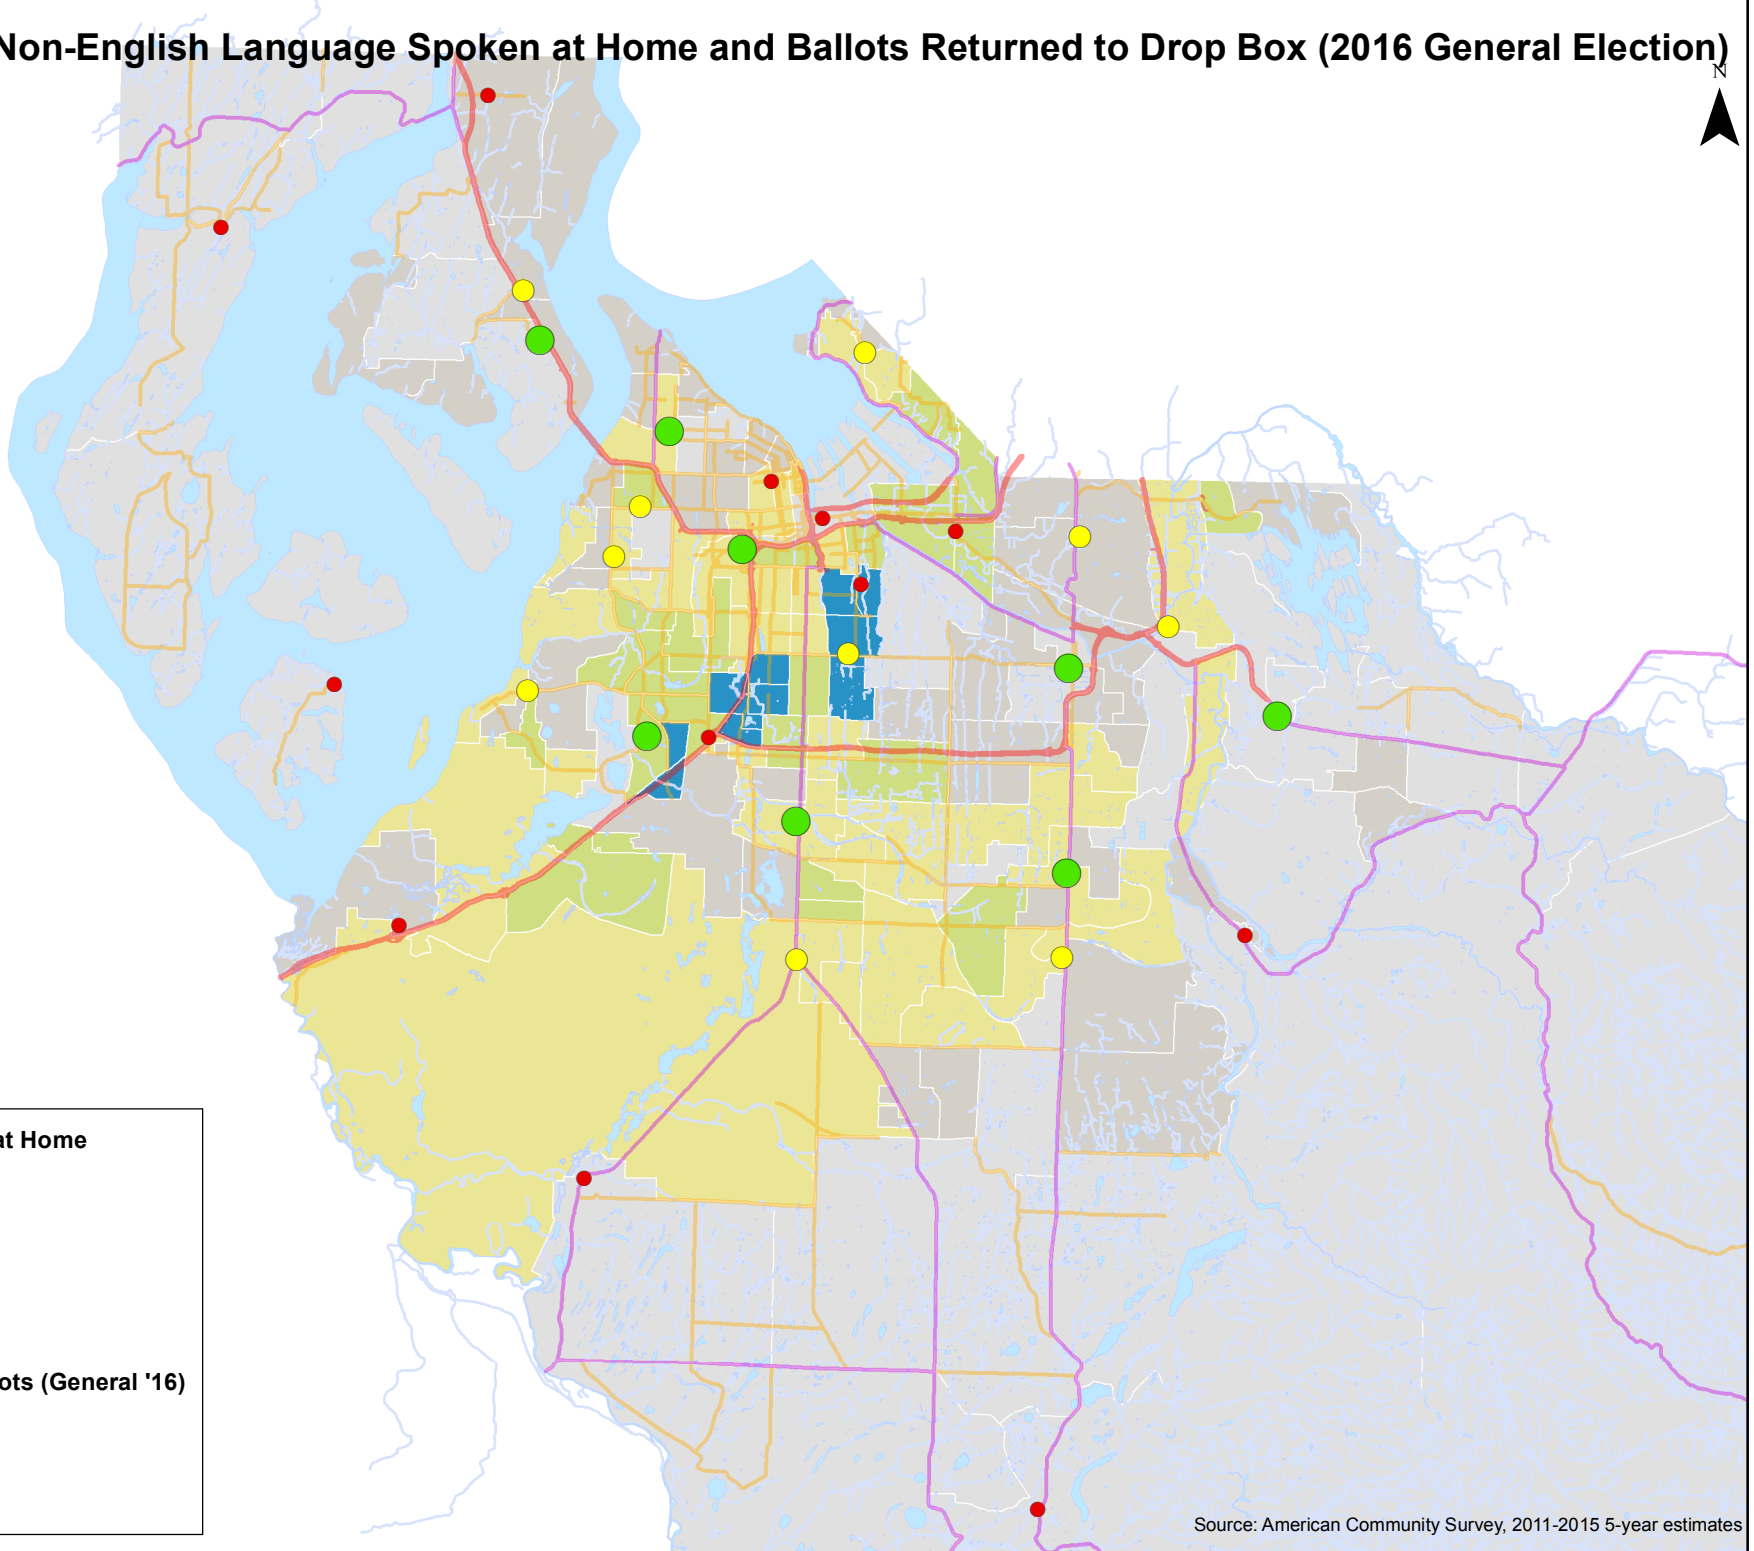 Non-English Language Spoken at Home and Ballots Returned to Drop Box (2016 General Election)
N
at Home
ots (General '16)
Source: American Community Survey, 2011-2015 5-year estimates